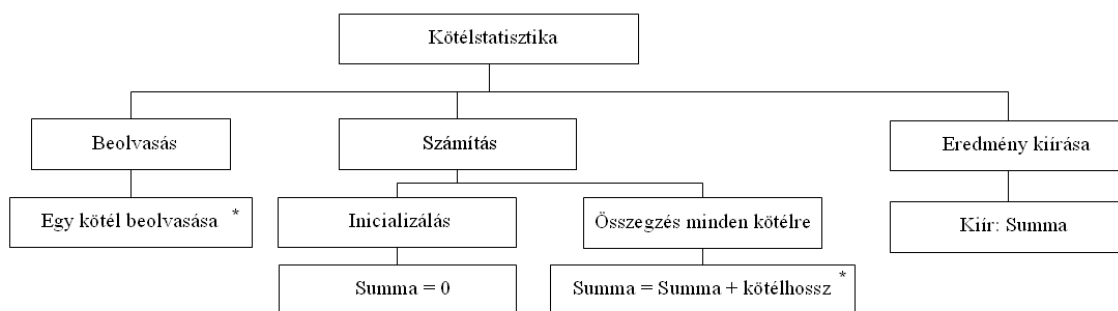 Kötélstatisztika
Beolvasás
Számítás
Eredmény kiírása
Egy kötél beolvasása *
Inicializálás
Összegzés minden kötélre
Kiír: Summa
Summa = 0
Summa = Summa + kötélhossz *